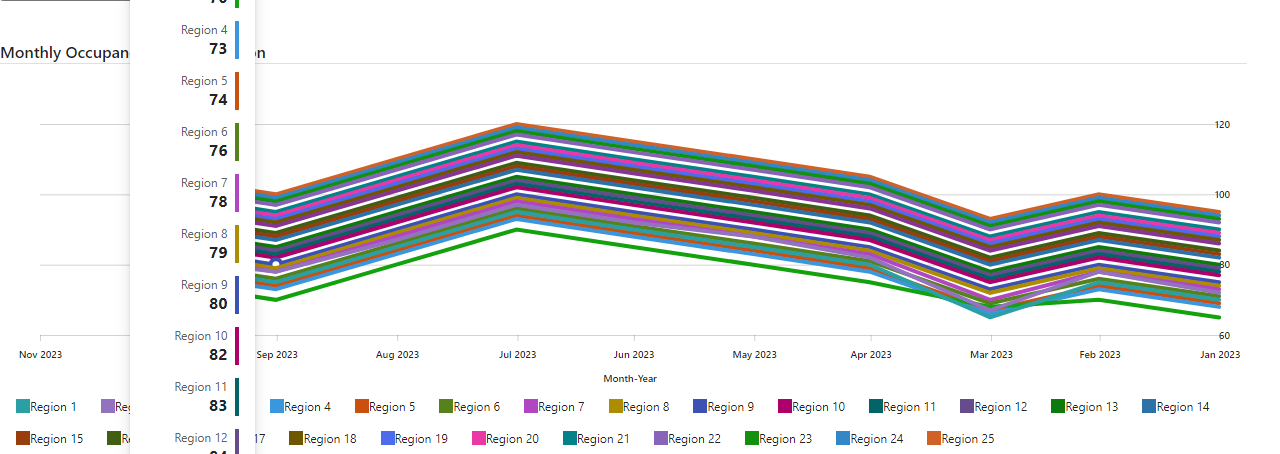 Region 4
73
Monthly Occupan on
Region 5
74
120
Region 6
76
Region 7
78
100
Region 8
79
80
Region 9
80
Region 10
82
60
Nov 2023 Sep 2023 Aug 2023 Jul 2023 Jun 2023 May 2023 Apr 2023 Mar 2023 Feb 2023 Jan 2023
Month-Year
Region 11
83
Region 1 Re Region 4 Region 5 Region 6 Region 7 Region 8 Region 9 Region 10 Region 11 Region 12 Region 13 Region 14
Region 12
Region 15 R 17 Region 18 Region 19 Region 20 Region 21 Region 22 Region 23 Region 24 Region 25